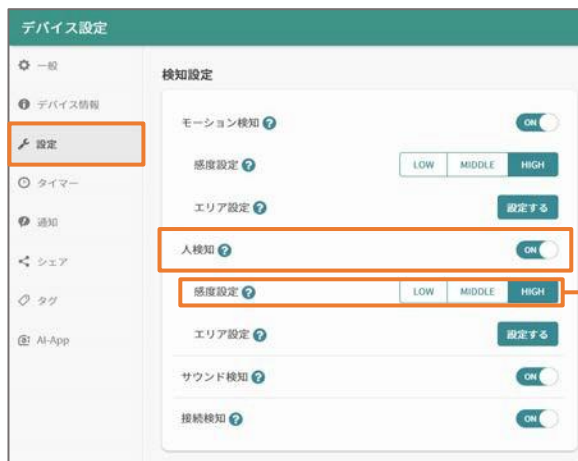 デバイス設定
一般
デバイス情報
設定
タイマー
通知
シェア
タグ
AI-App
検知設定
モーション検知 ? ON
感度設定 ? LOW MIDDLE HIGH
エリア設定 ? 設定する
人検知 ? ON
感度設定 ? LOW MIDDLE HIGH
エリア設定 ? 設定する
サウンド検知 ? ON
接続検知 ? ON